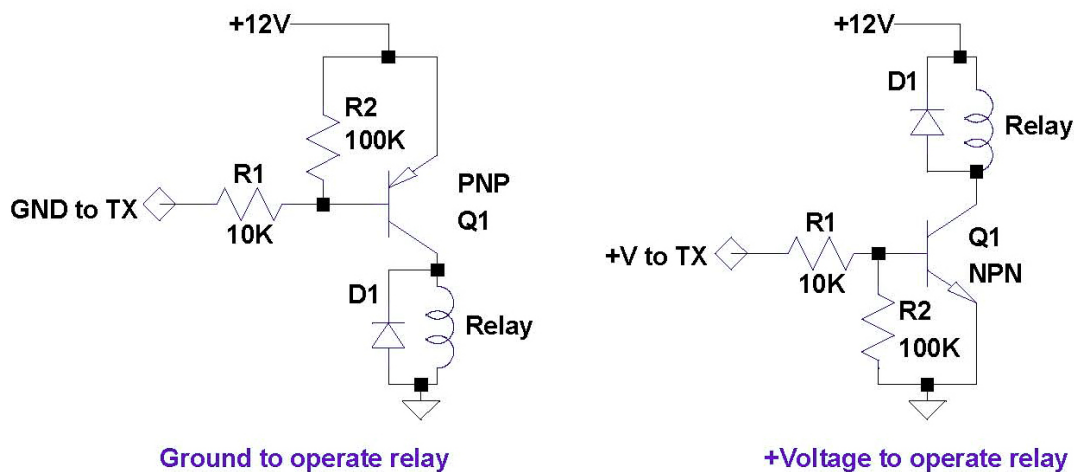 +12V
R2
100K
R1
10K
GND to TX
PNP
Q1
D1
Relay
Ground to operate relay
+12V
D1
Relay
R1
10K
+V to TX
Q1
NPN
R2
100K
+Voltage to operate relay